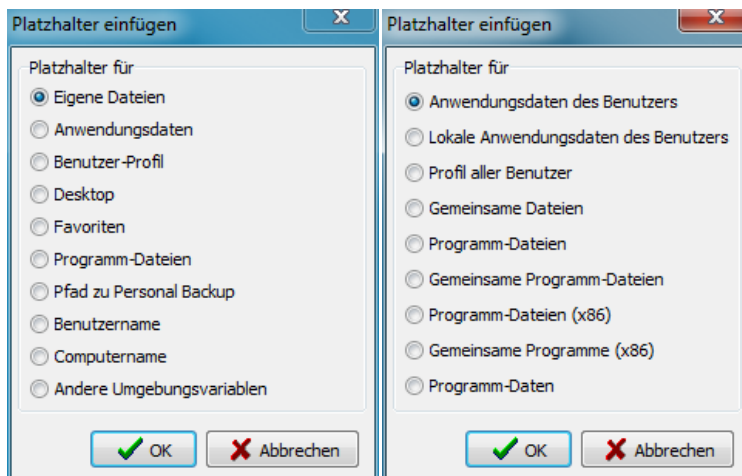 Platzhalter einfügen
Platzhalter für
Eigene Dateien
Anwendungsdaten
Benutzer-Profil
Desktop
Favoriten
Programm-Dateien
Pfad zu Personal Backup
Benutzername
Computername
Andere Umgebungsvariablen
OK
Abbrechen
Platzhalter einfügen
Platzhalter für
Anwendungsdaten des Benutzers
Lokale Anwendungsdaten des Benutzers
Profil aller Benutzer
Gemeinsame Dateien
Programm-Dateien
Gemeinsame Programm-Dateien
Programm-Dateien (x86)
Gemeinsame Programme (x86)
Programm-Daten
OK
Abbrechen